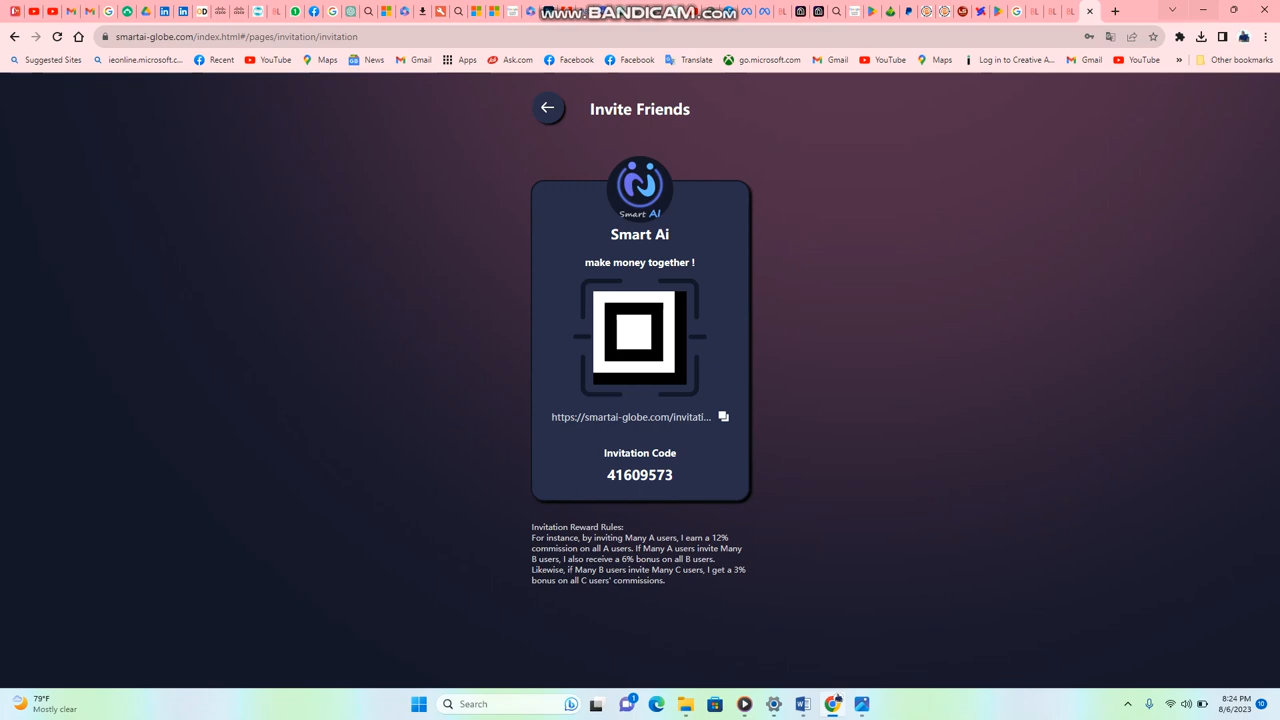 www.BANDICAM.com
smartai-globe.com/index.html#/pages/invitation/invitation
Suggested Sites
ieonline.microsoft.c...
Recent
YouTube
Maps
News
Gmail
Apps
Ask.com
Facebook
Facebook
Translate
go.microsoft.com
Gmail
YouTube
Maps
Log in to Creative A...
Gmail
YouTube
»
Other bookmarks
Invite Friends
Smart AI
Smart Ai
make money together !
https://smartai-globe.com/invitati...
Invitation Code
41609573
Invitation Reward Rules:
For instance, by inviting Many A users, I earn a 12%
commission on all A users. If Many A users invite Many
B users, I also receive a 6% bonus on all B users.
Likewise, if Many B users invite Many C users, I get a 3%
bonus on all C users' commissions.
79°F
Mostly clear
Search
1
8:24 PM
8/6/2023
10